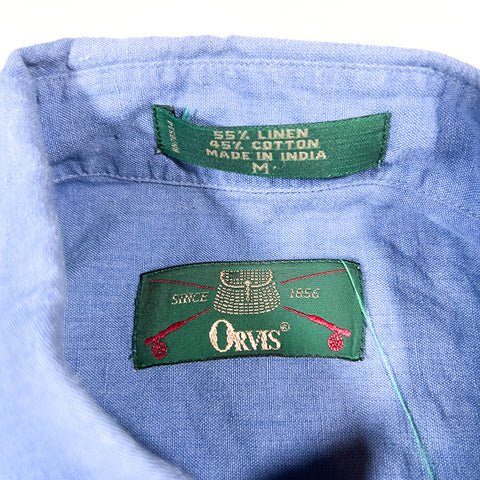 55% LINEN
45% COTTON
MADE IN INDIA
M
SINCE 1856
ORVIS®